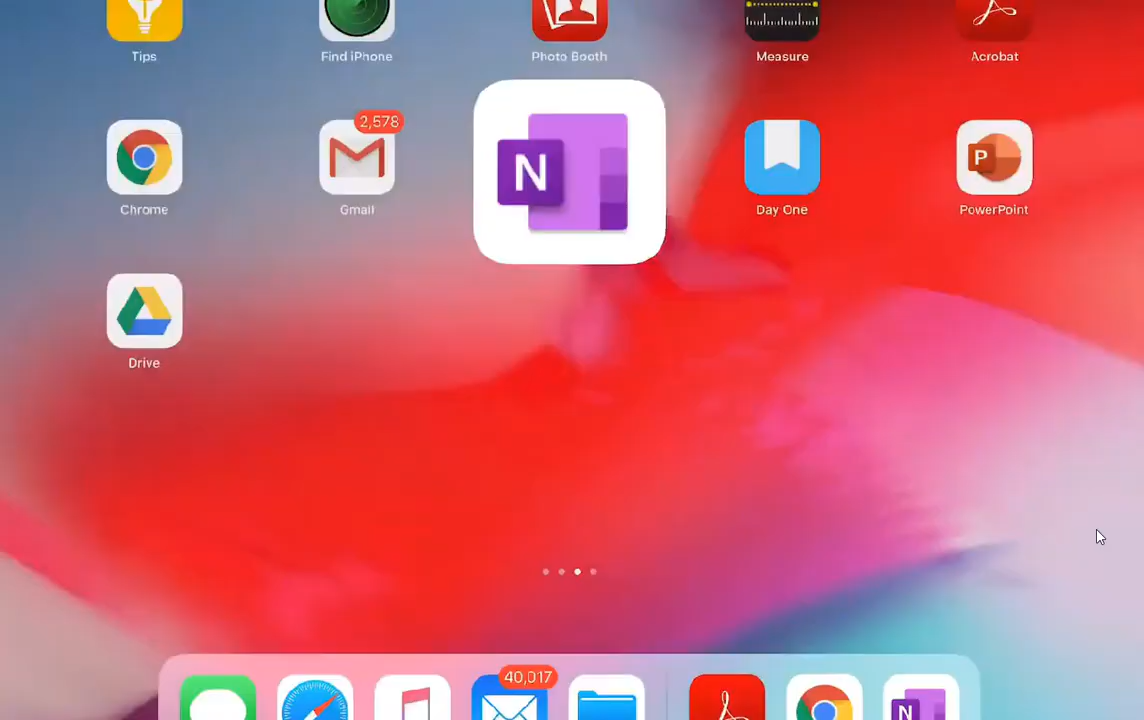 Tips Find iPhone Photo Booth Measure Acrobat
2,578
N
P
Chrome Gmail Day One PowerPoint
Drive
40,017
N